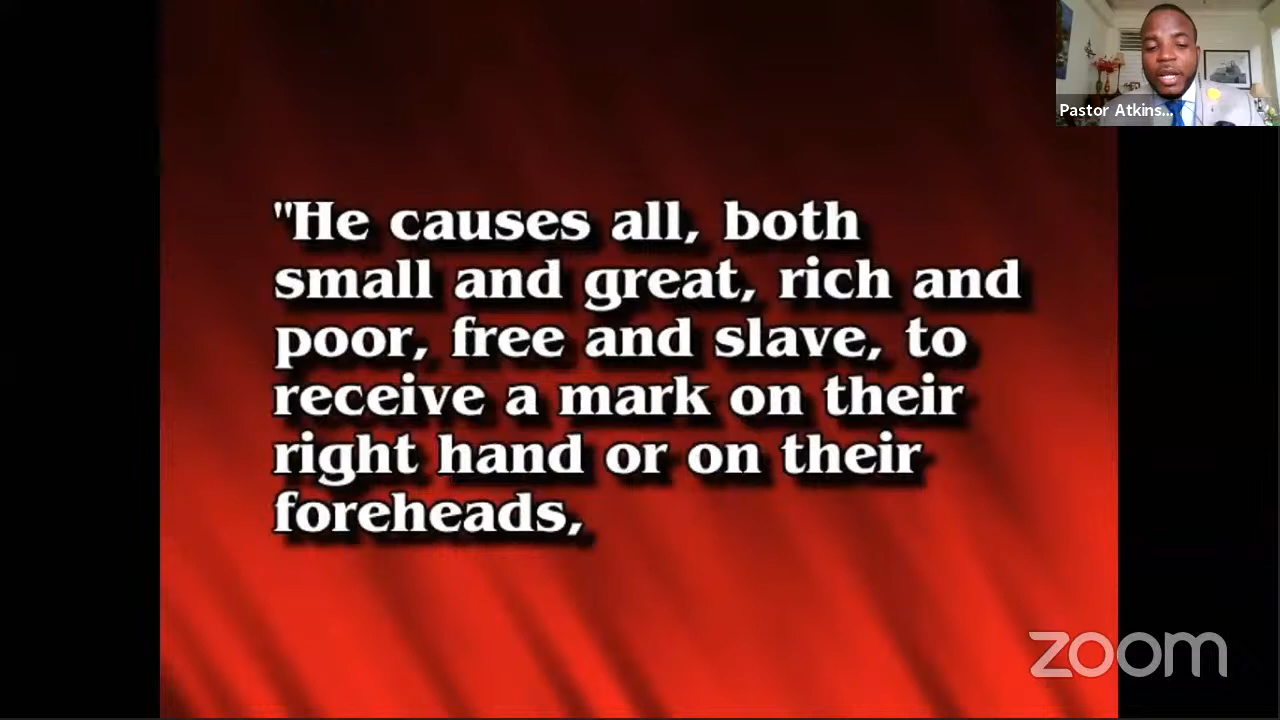 Pastor Atkins...
"He causes all, both
small and great, rich and
poor, free and slave, to
receive a mark on their
right hand or on their
foreheads,
zoom